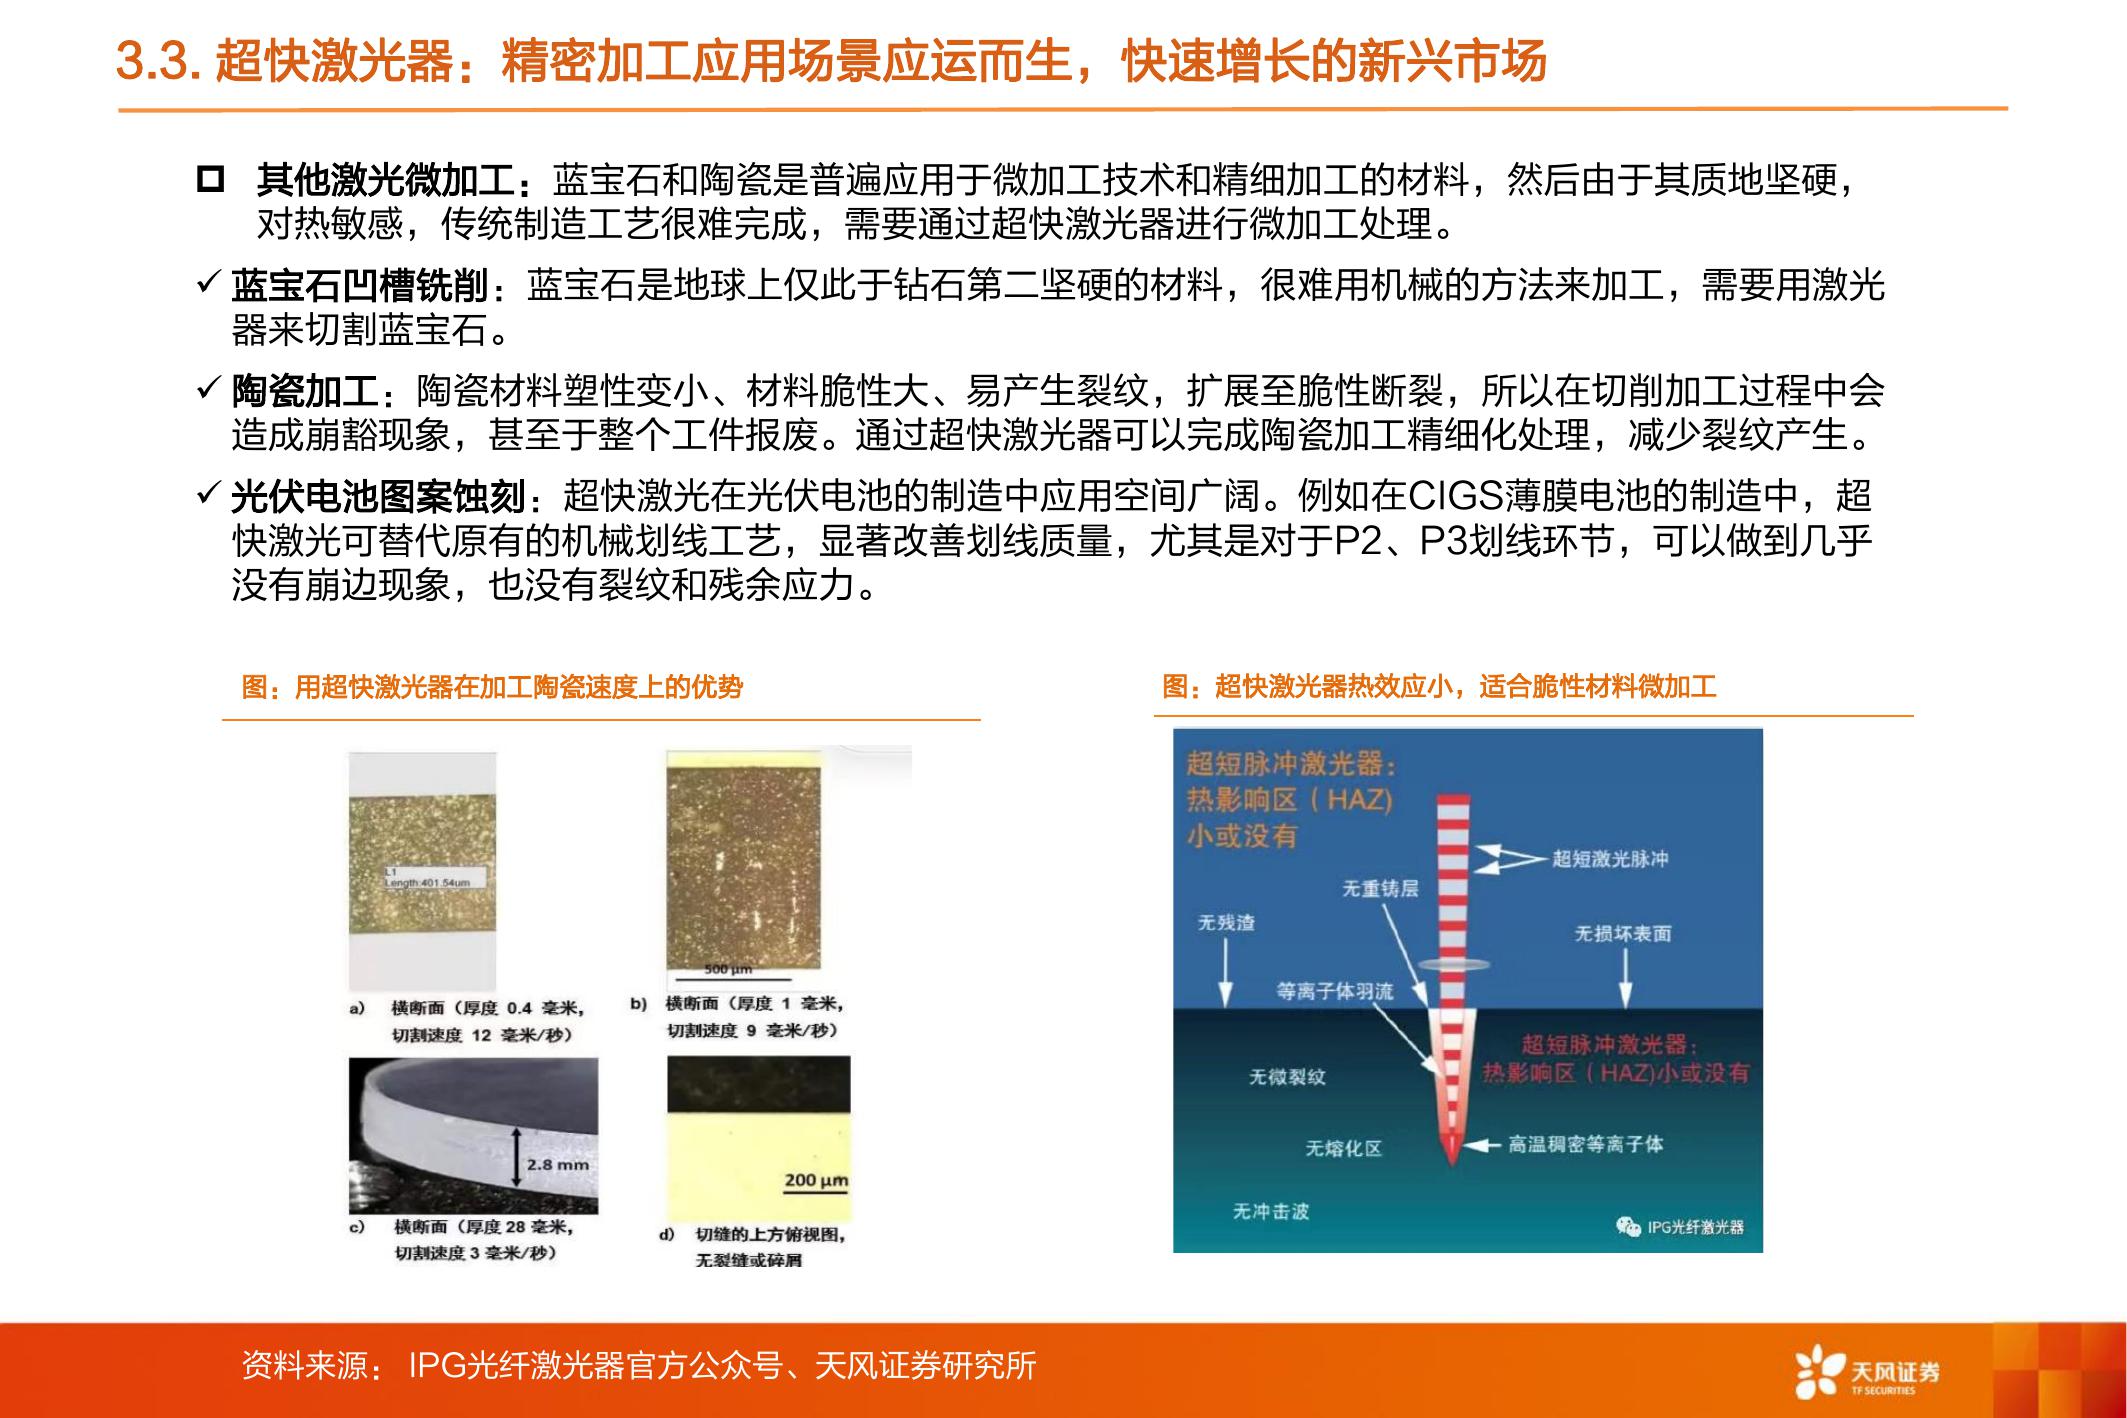 3.3. 超快激光器：精密加工应用场景应运而生，快速增长的新兴市场
其他激光微加工：蓝宝石和陶瓷是普遍应用于微加工技术和精细加工的材料，然后由于其质地坚硬，
对热敏感，传统制造工艺很难完成，需要通过超快激光器进行微加工处理。
✓ 蓝宝石凹槽铣削：蓝宝石是地球上仅此于钻石第二坚硬的材料，很难用机械的方法来加工，需要用激光
器来切割蓝宝石。
✓ 陶瓷加工：陶瓷材料塑性变小、材料脆性大、易产生裂纹，扩展至脆性断裂，所以在切削加工过程中会
造成崩豁现象，甚至于整个工件报废。通过超快激光器可以完成陶瓷加工精细化处理，减少裂纹产生。
✓ 光伏电池图案蚀刻：超快激光在光伏电池的制造中应用空间广阔。例如在CIGS薄膜电池的制造中，超
快激光可替代原有的机械划线工艺，显著改善划线质量，尤其是对于P2、P3划线环节，可以做到几乎
没有崩边现象，也没有裂纹和残余应力。
图：用超快激光器在加工陶瓷速度上的优势
L1
Length:401.54um
a) 横断面（厚度 0.4 毫米，
切割速度 12 毫米/秒）
500 μm
b) 横断面（厚度 1 毫米，
切割速度 9 毫米/秒）
2.8 mm
c) 横断面（厚度 28 毫米，
切割速度 3 毫米/秒）
200 μm
d) 切缝的上方俯视图，
无裂缝或碎屑
图：超快激光器热效应小，适合脆性材料微加工
超短脉冲激光器：
热影响区（HAZ)
小或没有
超短激光脉冲
无重铸层
无残渣
无损坏表面
等离子体羽流
超短脉冲激光器：
热影响区（HAZ)小或没有
无微裂纹
高温稠密等离子体
无熔化区
无冲击波
IPG光纤激光器
资料来源： IPG光纤激光器官方公众号、天风证券研究所
天风证券
TF SECURITIES